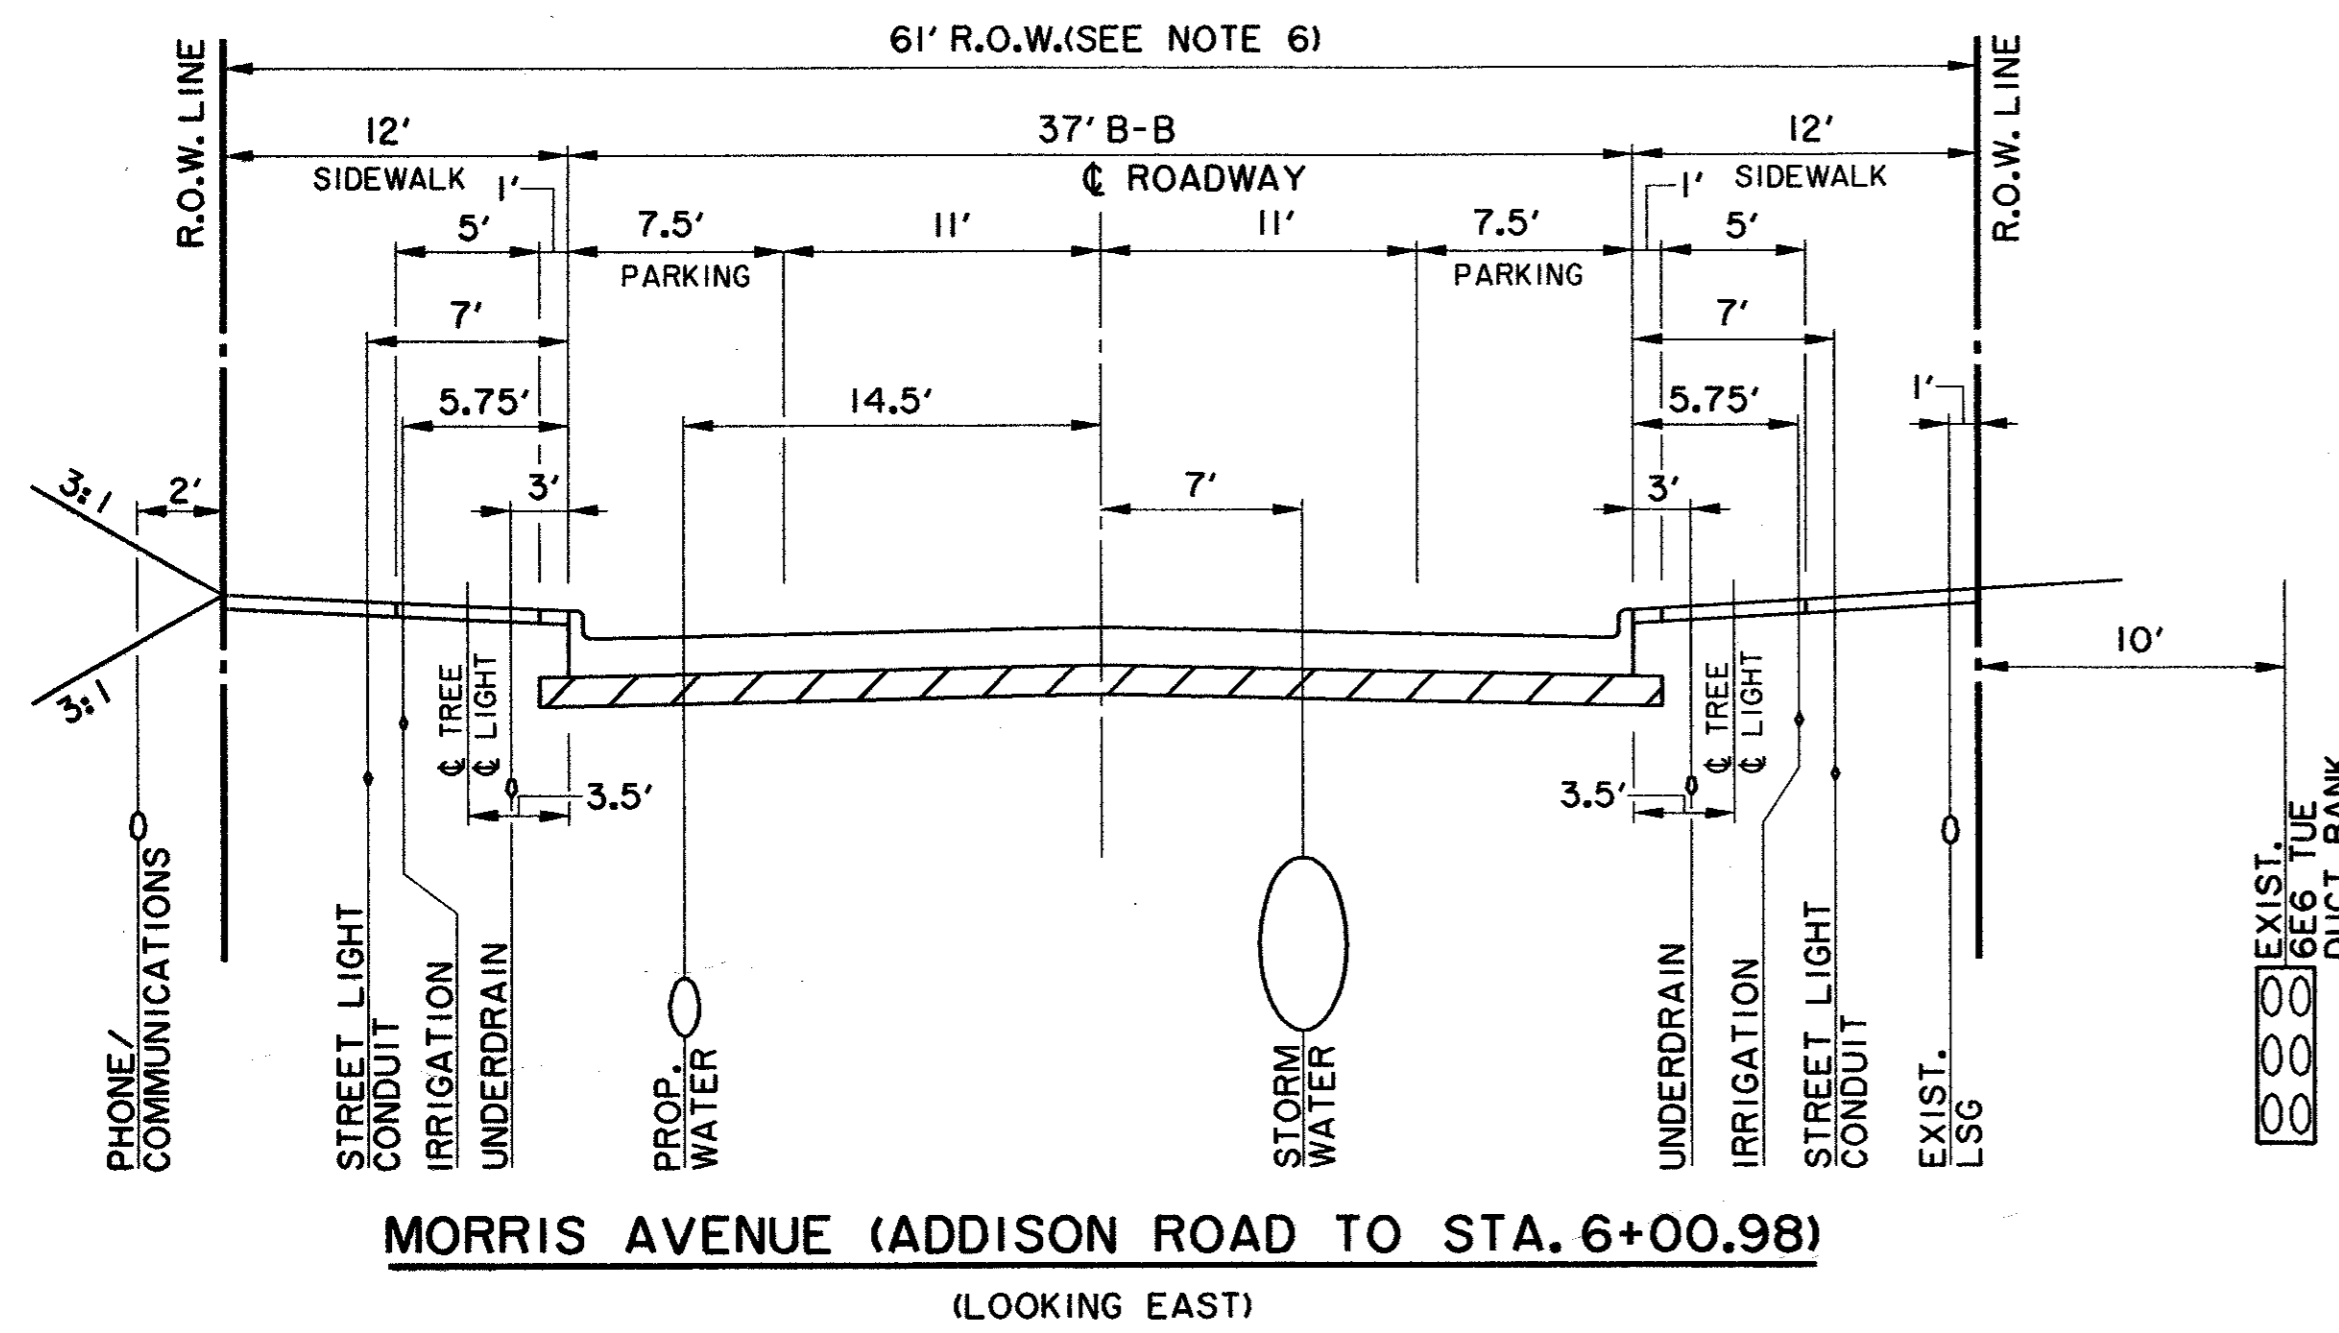 61' R.O.W.(SEE NOTE 6)
R.O.W. LINE
R.O.W. LINE
12'
37' B-B
12'
SIDEWALK
℄ ROADWAY
SIDEWALK
1'
1'
5'
7.5'
11'
11'
7.5'
5'
PARKING
PARKING
7'
7'
5.75'
14.5'
5.75'
1'
3:1
2'
3'
7'
3'
3:1
10'
℄ TREE
℄ LIGHT
℄ TREE
℄ LIGHT
3.5'
3.5'
PHONE/
COMMUNICATIONS
STREET LIGHT
CONDUIT
IRRIGATION
UNDERDRAIN
PROP.
WATER
STORM
WATER
UNDERDRAIN
IRRIGATION
STREET LIGHT
CONDUIT
EXIST.
LSG
EXIST.
6E6 TUE
DUCT BANK
MORRIS AVENUE (ADDISON ROAD TO STA. 6+00.98)
(LOOKING EAST)